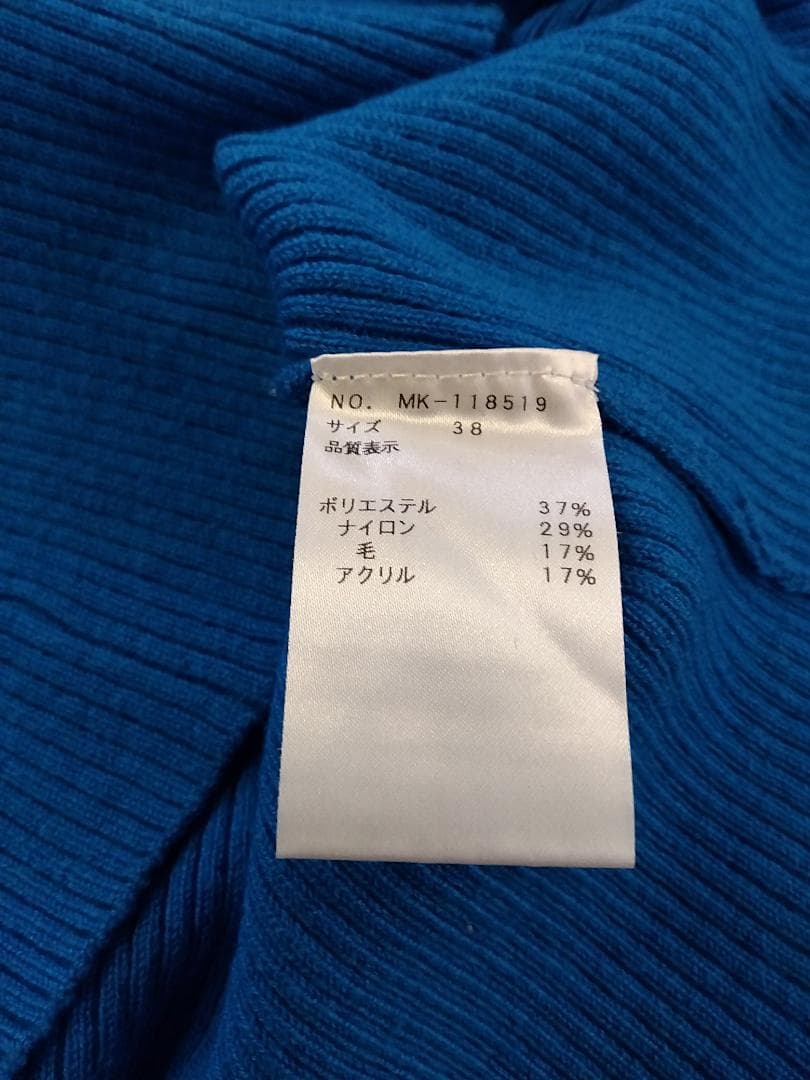 NO. MK-118519
サイズ 38
品質表示
ポリエステル 37%
ナイロン 29%
毛 17%
アクリル 17%